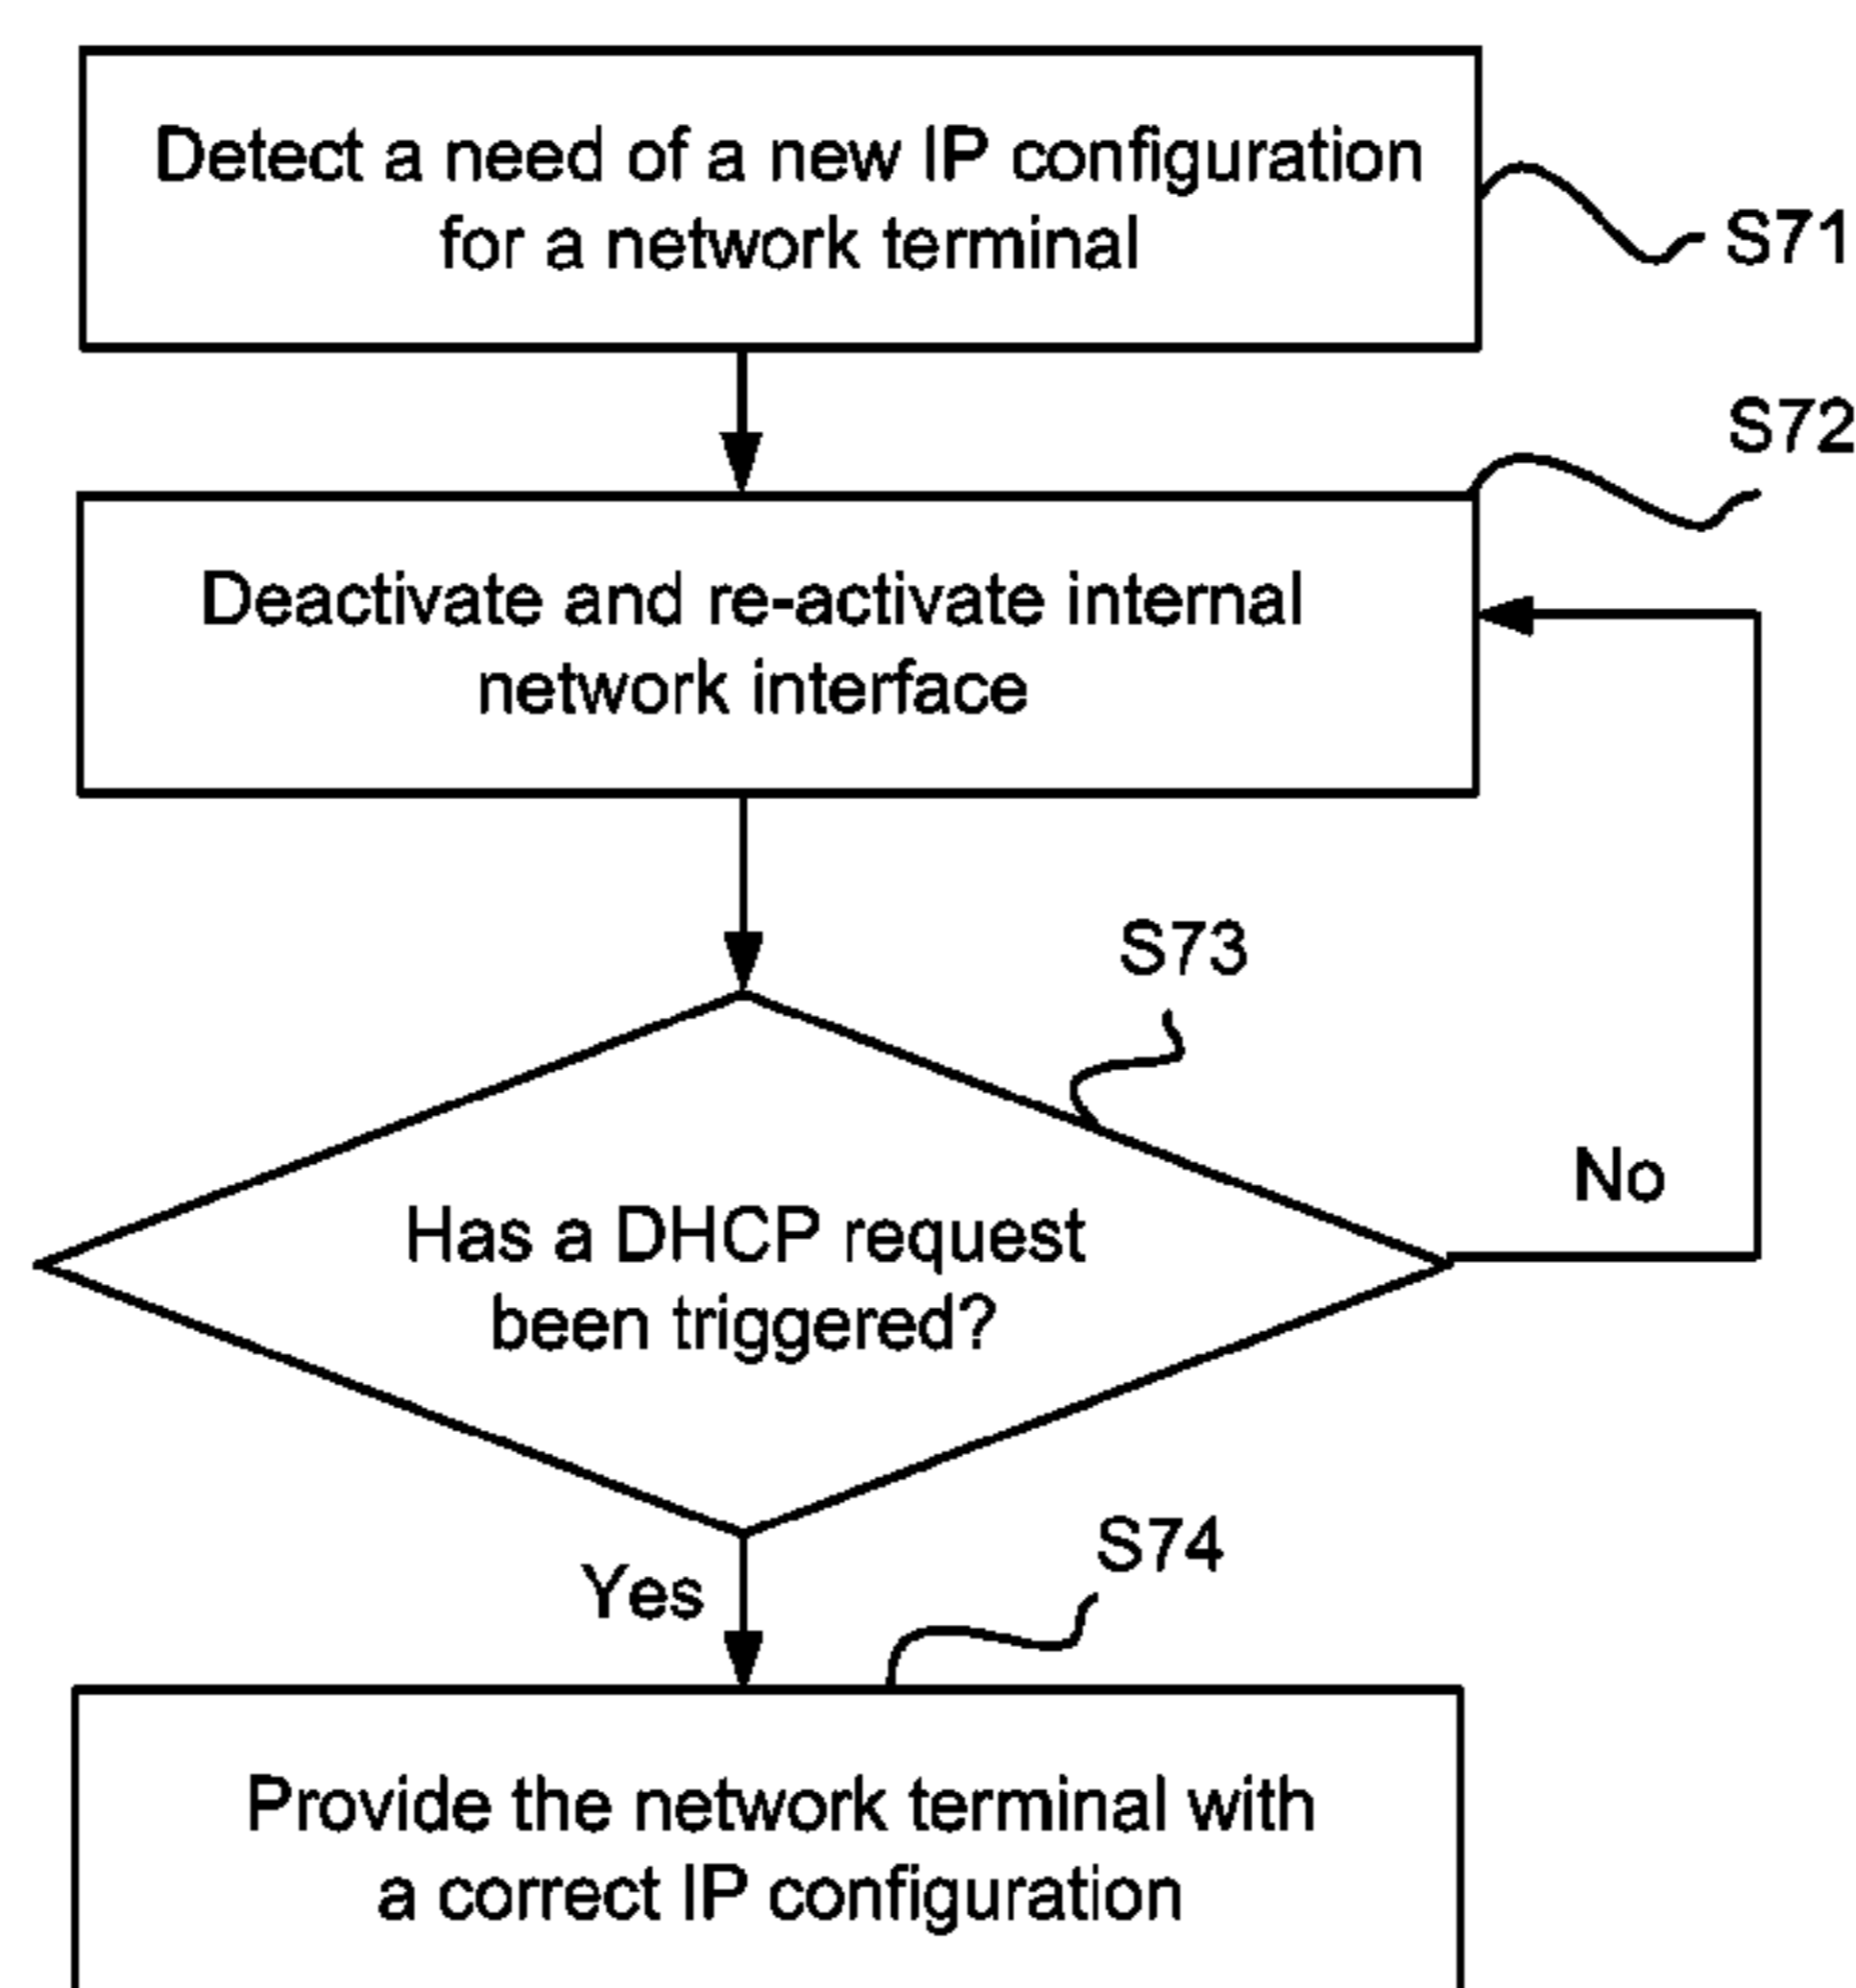 Detect a need of a new IP configuration
for a network terminal
S71
S72
Deactivate and re-activate internal
network interface
S73
Has a DHCP request
been triggered?
No
Yes
S74
Provide the network terminal with
a correct IP configuration